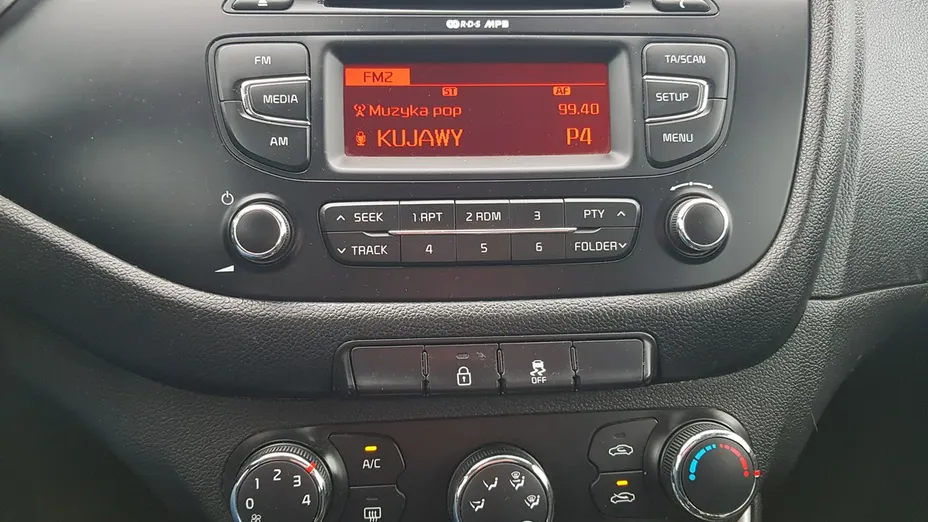 RDS MP3
FM
MEDIA
AM
FM2
ST AF
Muzyka pop 99.40
KUJAWY P4
TA/SCAN
SETUP
MENU
SEEK 1 RPT 2 RDM 3 PTY
TRACK 4 5 6 FOLDER
OFF
0 1 2 3 4
A/C